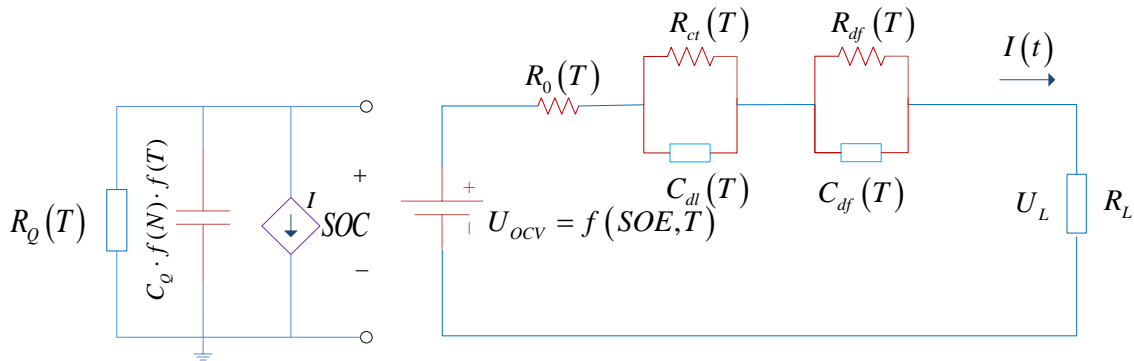 R_Q(T)
C_Q · f(N) · f(T)
I
+
SOC
−
R_0(T)
R_ct(T)
C_dl(T)
R_df(T)
C_df(T)
I(t)
+
−
U_OCV = f(SOE,T)
U_L
R_L